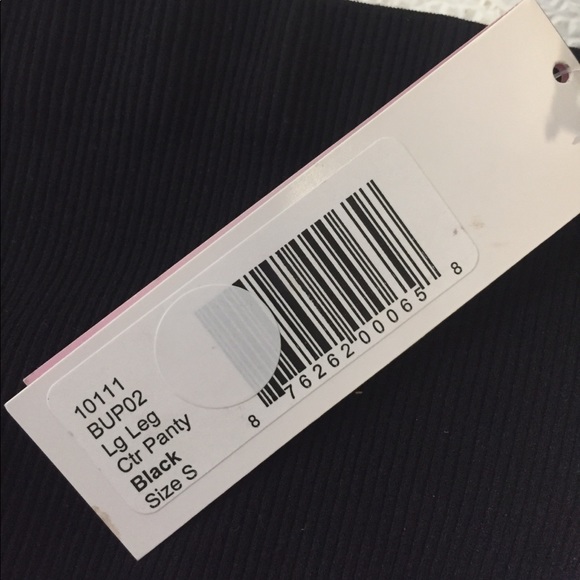 10111
BUP02
Lg Leg
Ctr Panty
Black
Size S
8 76262 00065 8